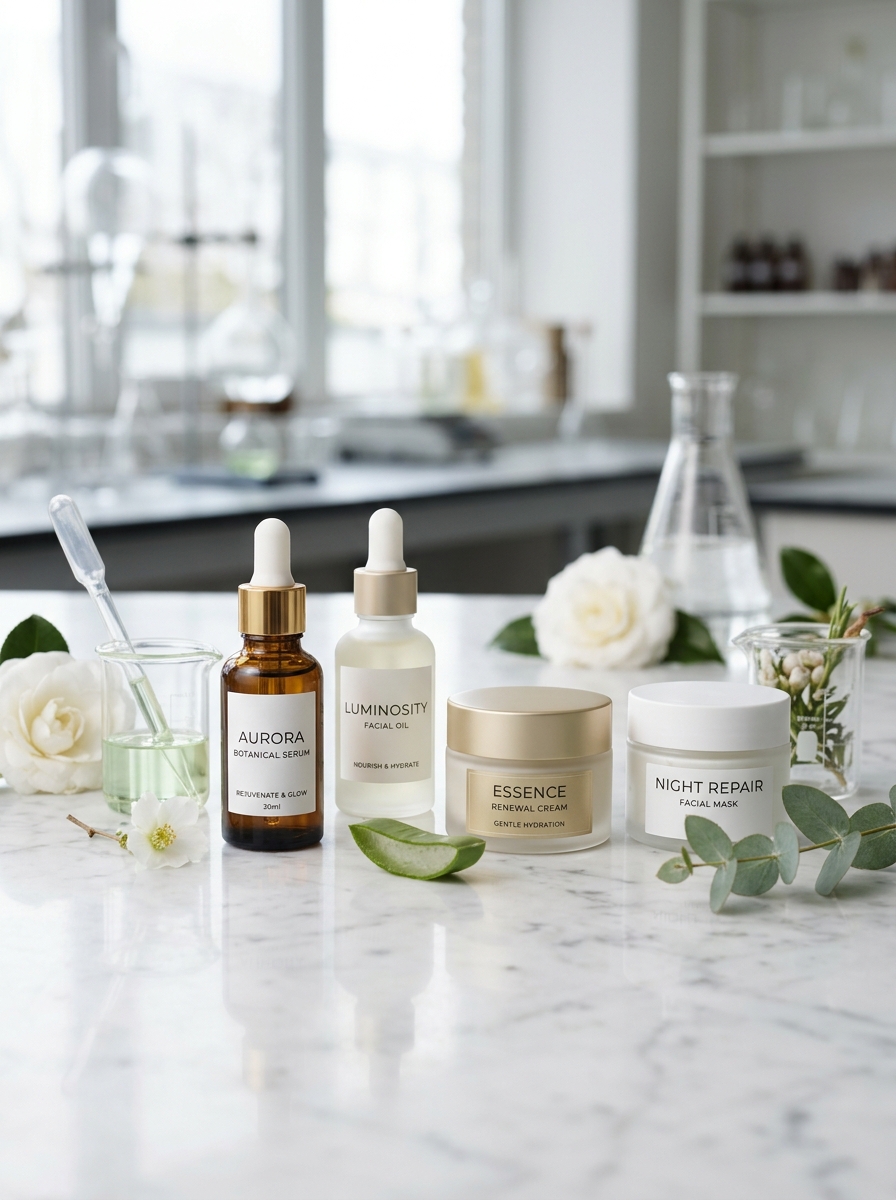 AURORA
BOTANICAL SERUM
REJUVENATE & GLOW
30ml
LUMINOSITY
FACIAL OIL
NOURISH & HYDRATE
ESSENCE
RENEWAL CREAM
GENTLE HYDRATION
NIGHT REPAIR
FACIAL MASK